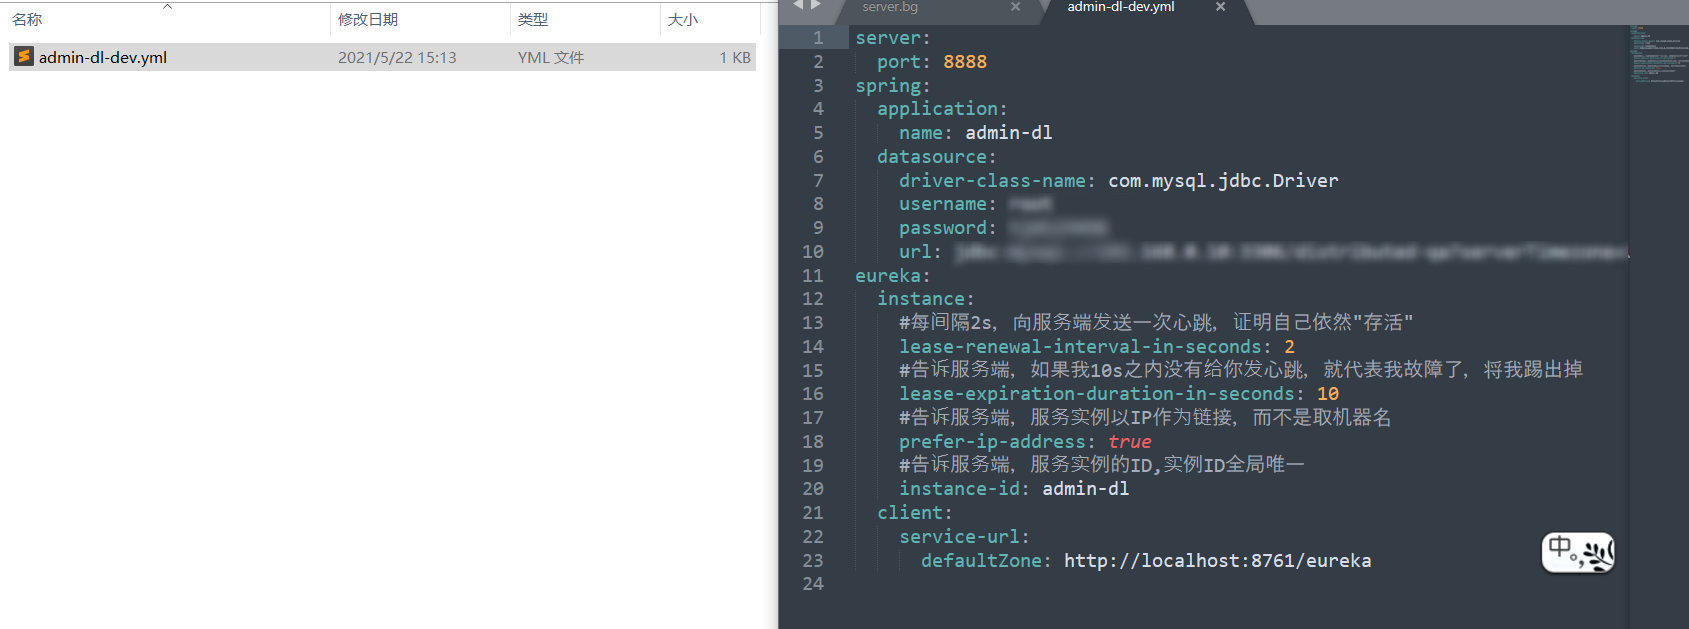 名称 修改日期 类型 大小
admin-dl-dev.yml 2021/5/22 15:13 YML 文件 1 KB
server.bg × admin-dl-dev.yml ×
1 server:
2 port: 8888
3 spring:
4 application:
5 name: admin-dl
6 datasource:
7 driver-class-name: com.mysql.jdbc.Driver
8 username:
9 password:
10 url:
11 eureka:
12 instance:
13 #每间隔2s, 向服务端发送一次心跳, 证明自己依然"存活"
14 lease-renewal-interval-in-seconds: 2
15 #告诉服务端, 如果我10s之内没有给你发心跳, 就代表我故障了, 将我踢出掉
16 lease-expiration-duration-in-seconds: 10
17 #告诉服务端, 服务实例以IP作为链接, 而不是取机器名
18 prefer-ip-address: true
19 #告诉服务端, 服务实例的ID,实例ID全局唯一
20 instance-id: admin-dl
21 client:
22 service-url:
23 defaultZone: http://localhost:8761/eureka
24
中